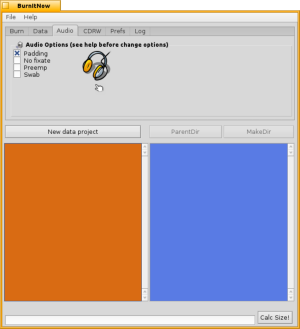 BurnItNow
File Help
Burn Data Audio CDRW Prefs Log
Audio Options (see help before change options)
Padding
No fixate
Preemp
Swab
New data project ParentDir MakeDir
Calc Size!